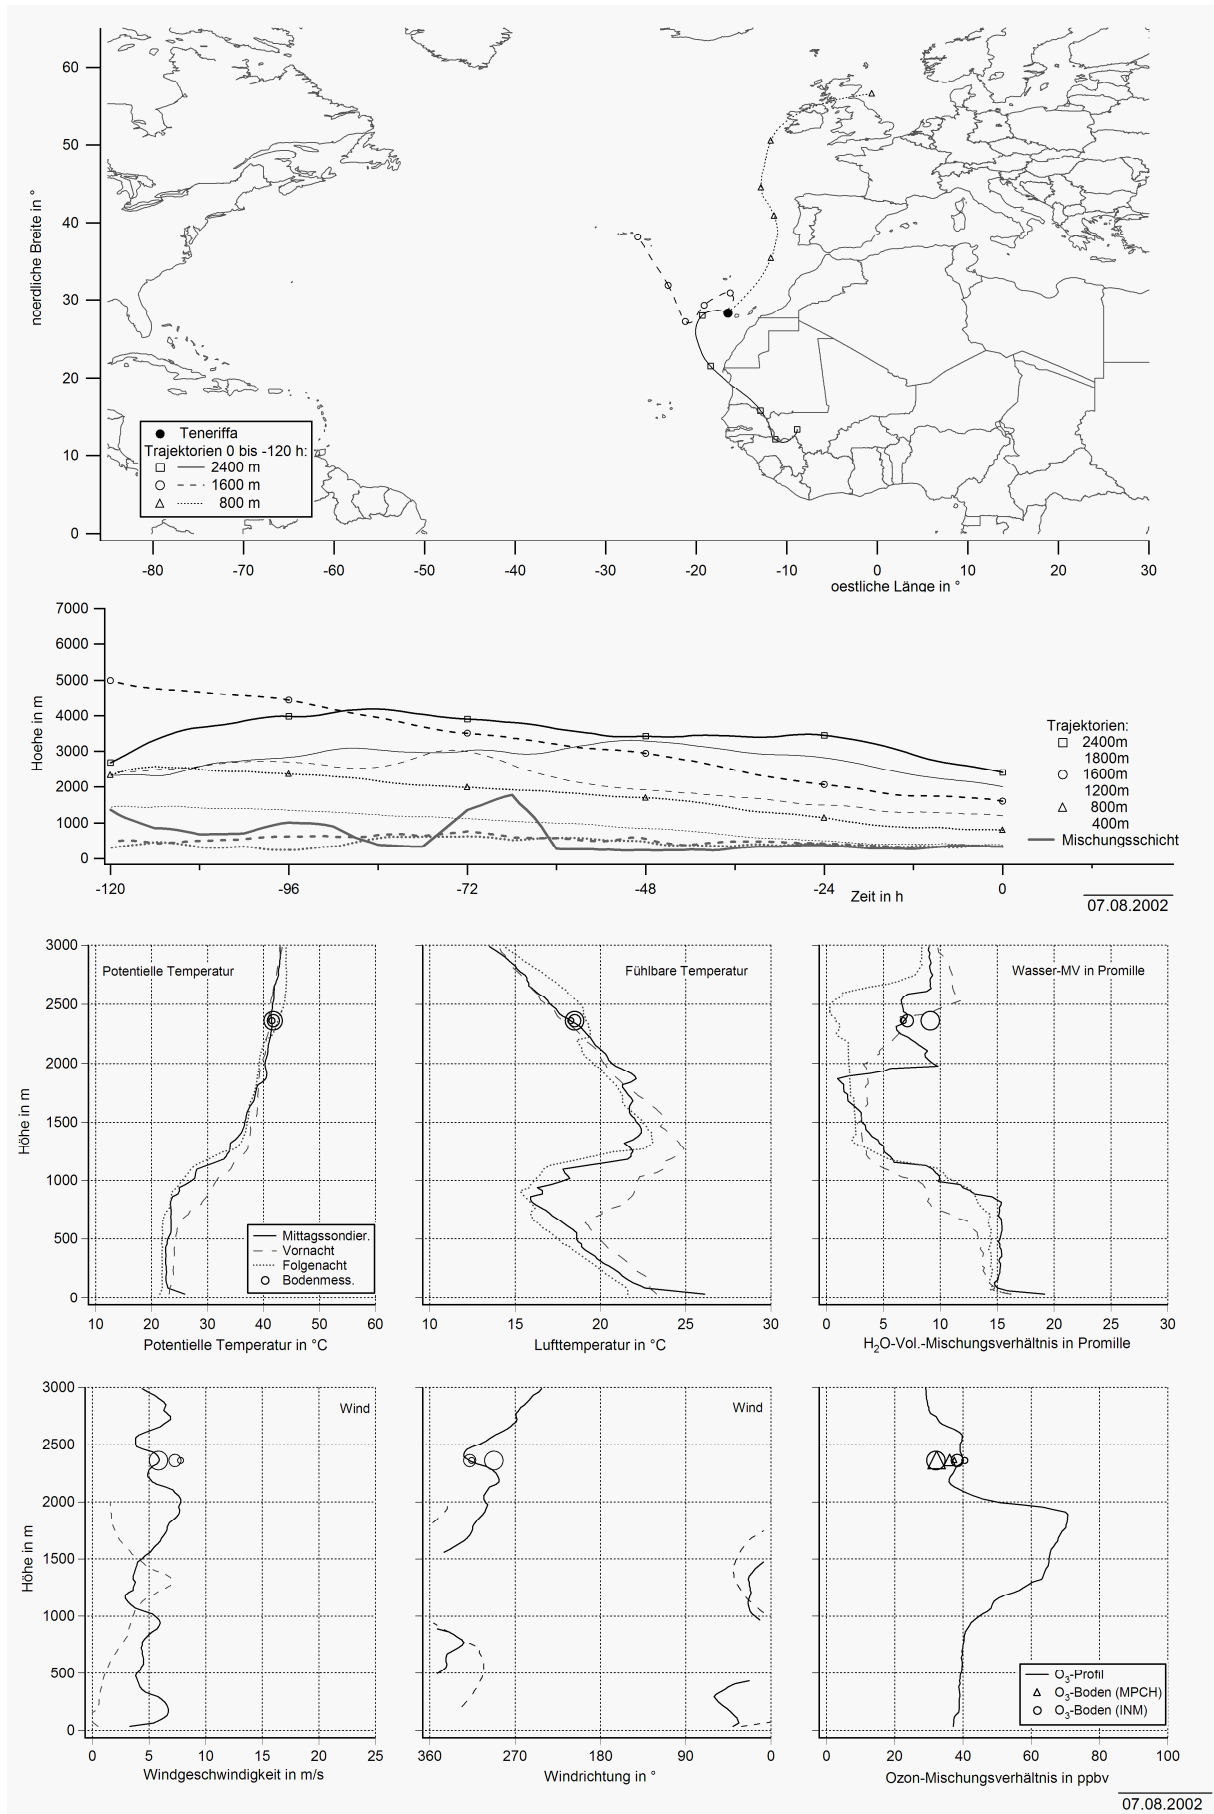 60
50
40
30
20
10
0
noerdliche Breite in °
Teneriffa
Trajektorien 0 bis -120 h:
2400 m
1600 m
800 m
-80 -70 -60 -50 -40 -30 -20 -10 0 10 20 30
oestliche Länge in °
7000
6000
5000
4000
3000
2000
1000
0
Hoehe in m
Trajektorien:
2400m
1800m
1600m
1200m
800m
400m
Mischungsschicht
-120 -96 -72 -48 -24 0
Zeit in h
07.08.2002
3000
2500
2000
1500
1000
500
0
Höhe in m
Potentielle Temperatur
Mittagssondier.
Vornacht
Folgenacht
Bodenmess.
10 20 30 40 50 60
Potentielle Temperatur in °C
Fühlbare Temperatur
10 15 20 25 30
Lufttemperatur in °C
Wasser-MV in Promille
0 5 10 15 20 25 30
H2O-Vol.-Mischungsverhältnis in Promille
3000
2500
2000
1500
1000
500
0
Höhe in m
Wind
0 5 10 15 20 25
Windgeschwindigkeit in m/s
Wind
360 270 180 90 0
Windrichtung in °
O3-Profil
O3-Boden (MPCH)
O3-Boden (INM)
0 20 40 60 80 100
Ozon-Mischungsverhältnis in ppbv
07.08.2002